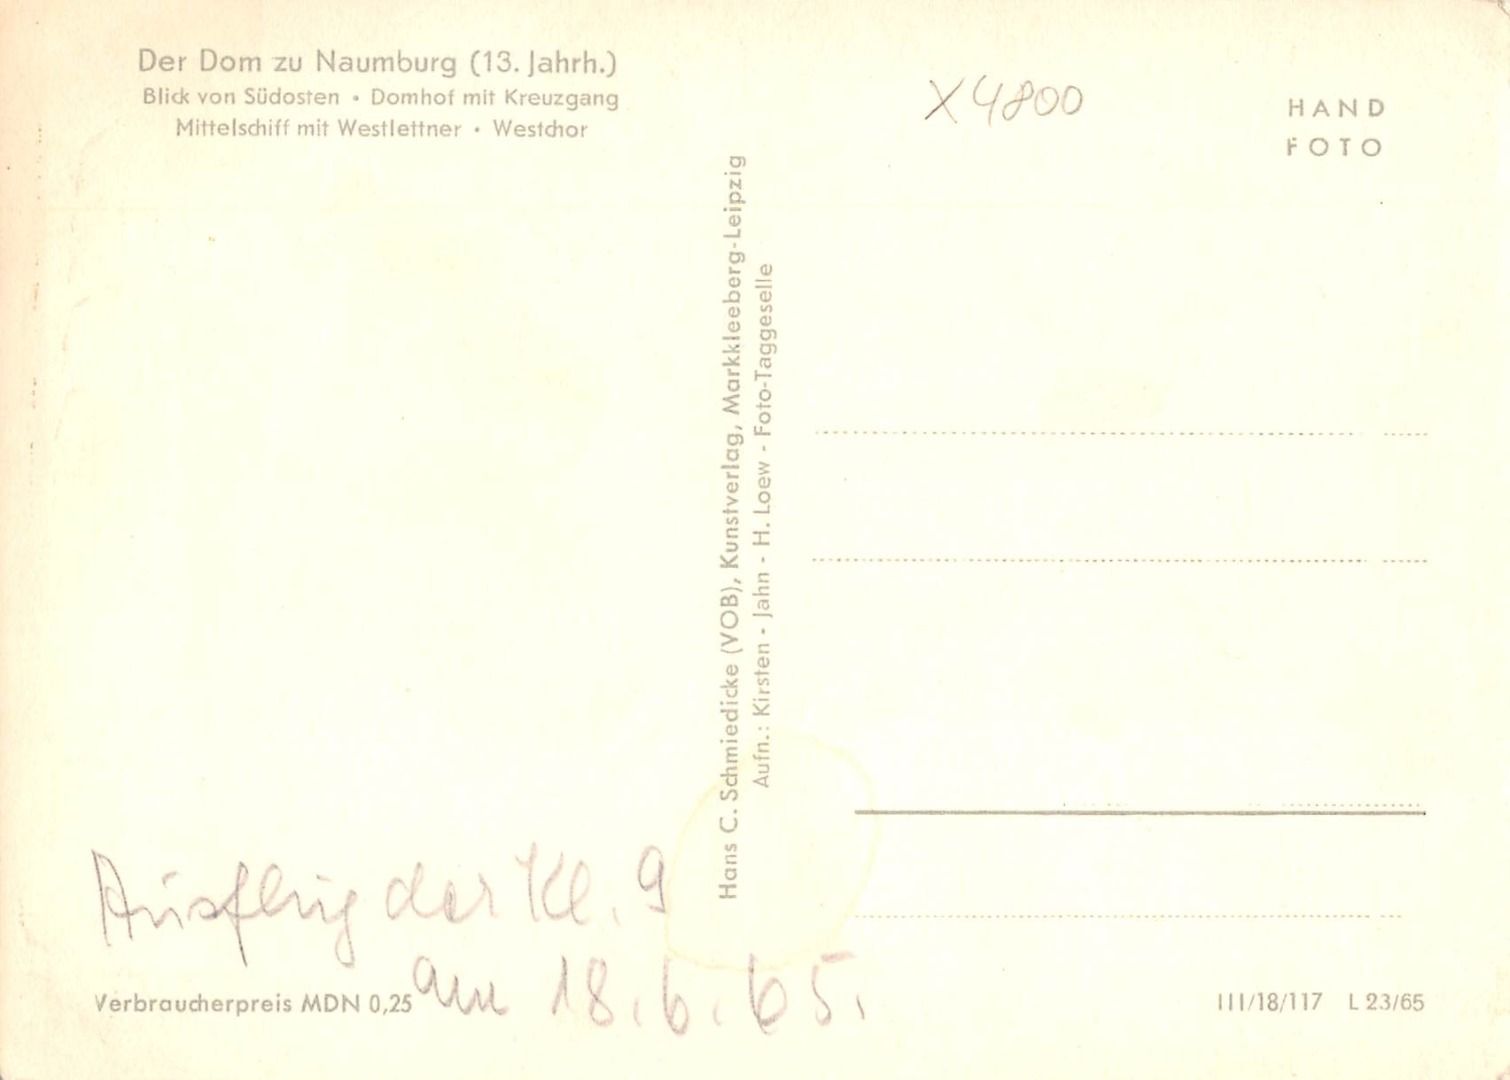 Der Dom zu Naumburg (13. Jahrh.)
Blick von Südosten • Domhof mit Kreuzgang
Mittelschiff mit Westlettner • Westchor
X4800
HAND
FOTO
Hans C. Schmiedicke (VOB), Kunstverlag, Markkleeberg-Leipzig
Aufn.: Kirsten - Jahn - H. Loew - Foto-Taggeselle
Ausflug der Kl. 9
am 18.6.65.
Verbraucherpreis MDN 0,25
III/18/117 L 23/65